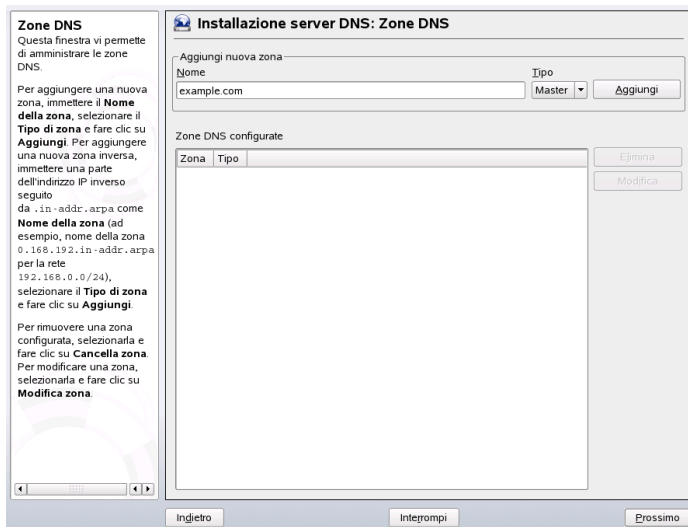 Zone DNS
Questa finestra vi permette
di amministrare le zone
DNS.
Per aggiungere una nuova
zona, immettere il Nome
della zona, selezionare il
Tipo di zona e fare clic su
Aggiungi. Per aggiungere
una nuova zona inversa,
immettere una parte
dell'indirizzo IP inverso
seguito
da .in-addr.arpa come
Nome della zona (ad
esempio, nome della zona
0.168.192.in-addr.arpa
per la rete
192.168.0.0/24),
selezionare il Tipo di zona
e fare clic su Aggiungi.
Per rimuovere una zona
configurata, selezionarla e
fare clic su Cancella zona.
Per modificare una zona,
selezionarla e fare clic su
Modifica zona.
Installazione server DNS: Zone DNS
Aggiungi nuova zona
Nome
Tipo
example.com
Master
Aggiungi
Zone DNS configurate
Zona Tipo
Elimina
Modifica
Indietro
Interrompi
Prossimo